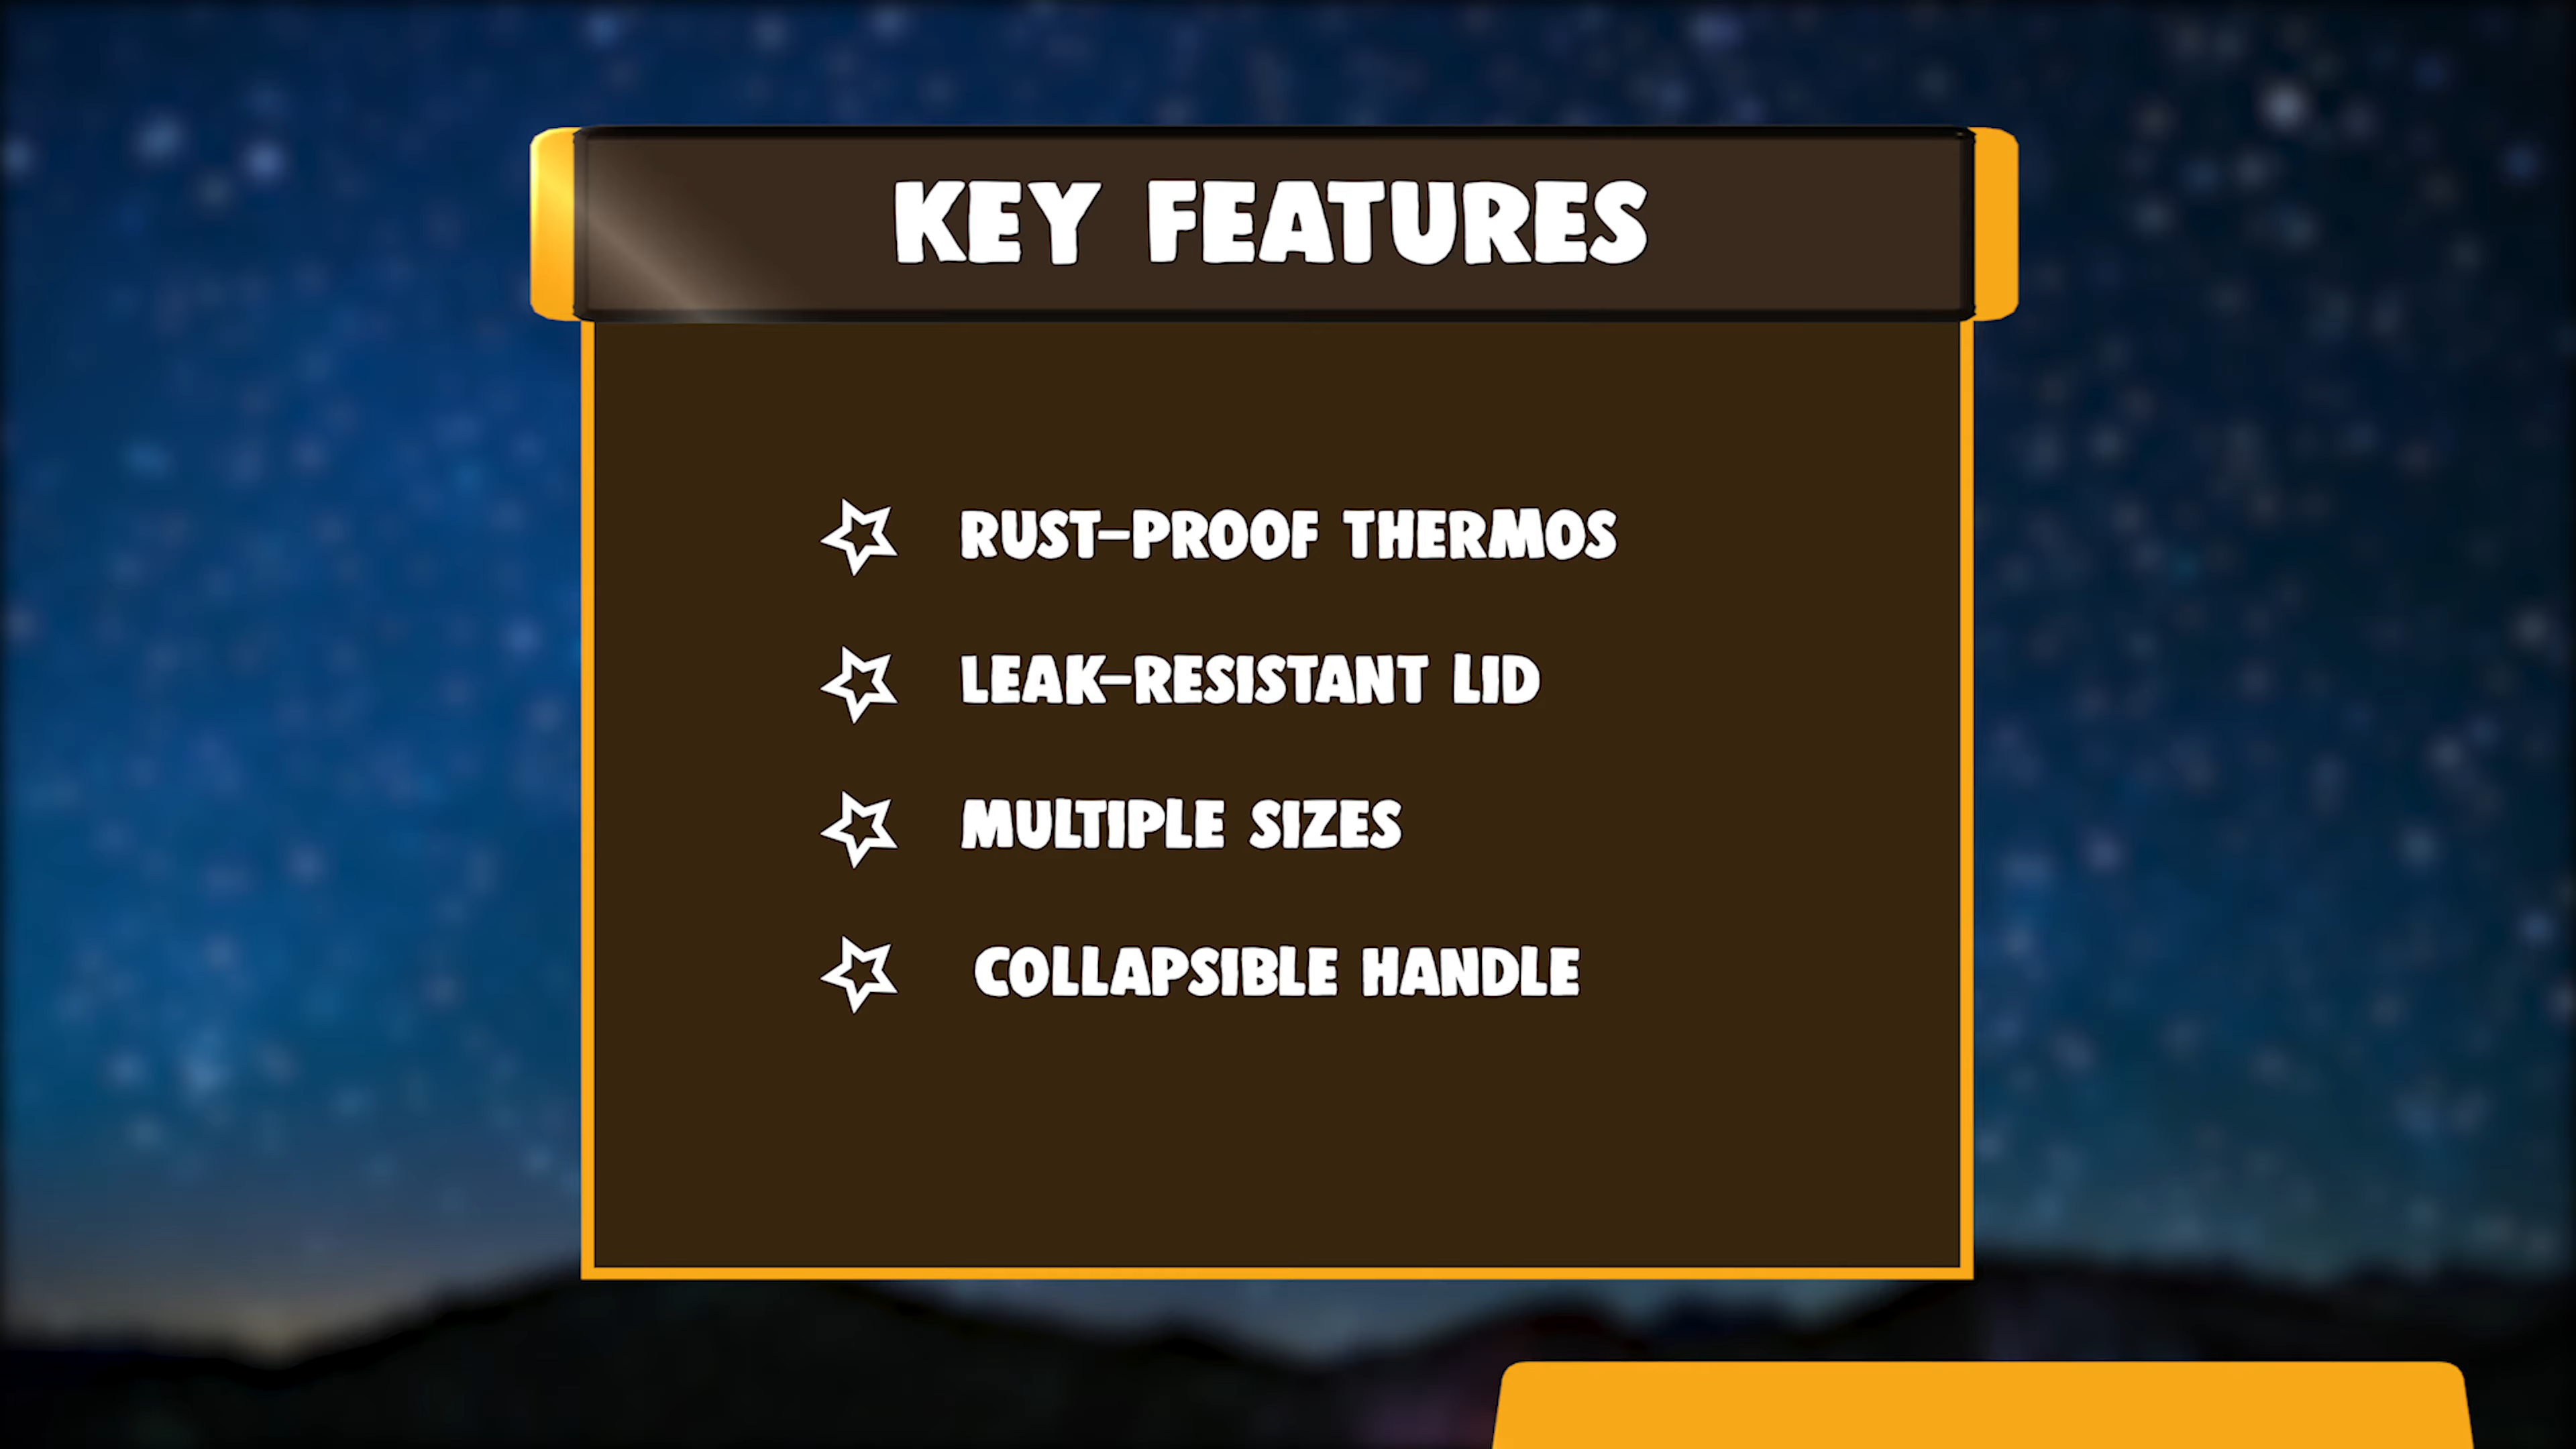 KEY FEATURES
RUST-PROOF THERMOS
LEAK-RESISTANT LID
MULTIPLE SIZES
COLLAPSIBLE HANDLE